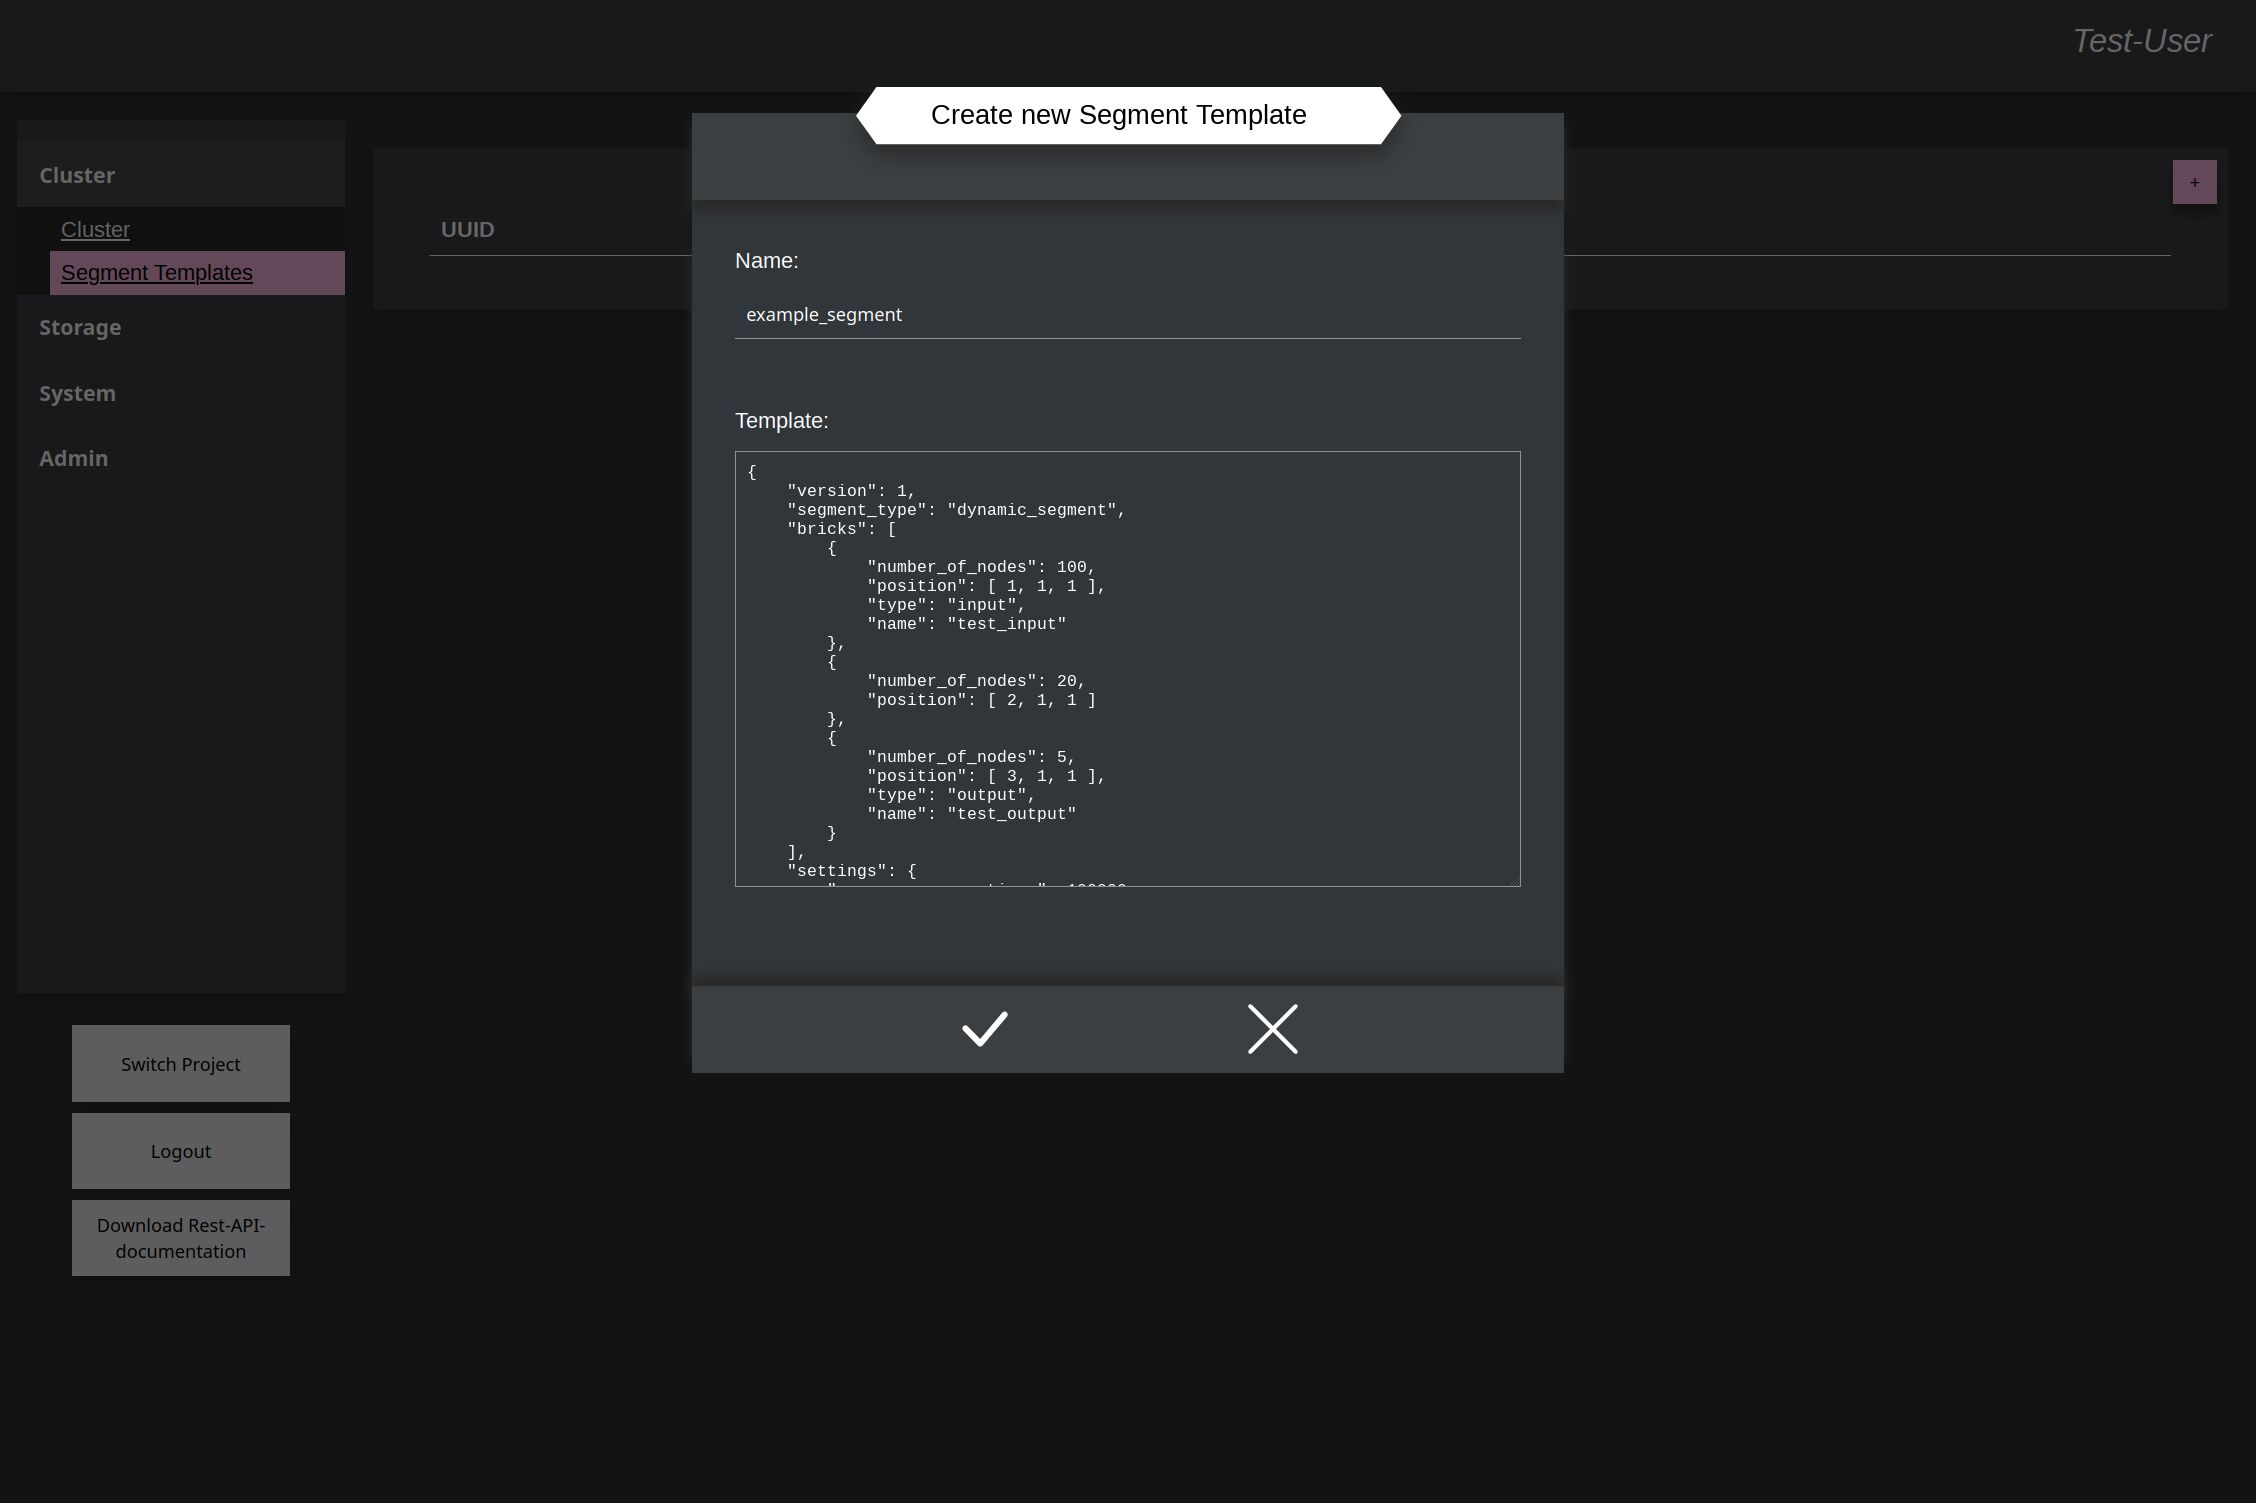 Test-User
Create new Segment Template
Cluster
Cluster
Segment Templates
Storage
System
Admin
UUID
+
Name:
example_segment
Template:
{
    "version": 1,
    "segment_type": "dynamic_segment",
    "bricks": [
        {
            "number_of_nodes": 100,
            "position": [ 1, 1, 1 ],
            "type": "input",
            "name": "test_input"
        },
        {
            "number_of_nodes": 20,
            "position": [ 2, 1, 1 ]
        },
        {
            "number_of_nodes": 5,
            "position": [ 3, 1, 1 ],
            "type": "output",
            "name": "test_output"
        }
    ],
    "settings": {
Switch Project
Logout
Download Rest-API-
documentation